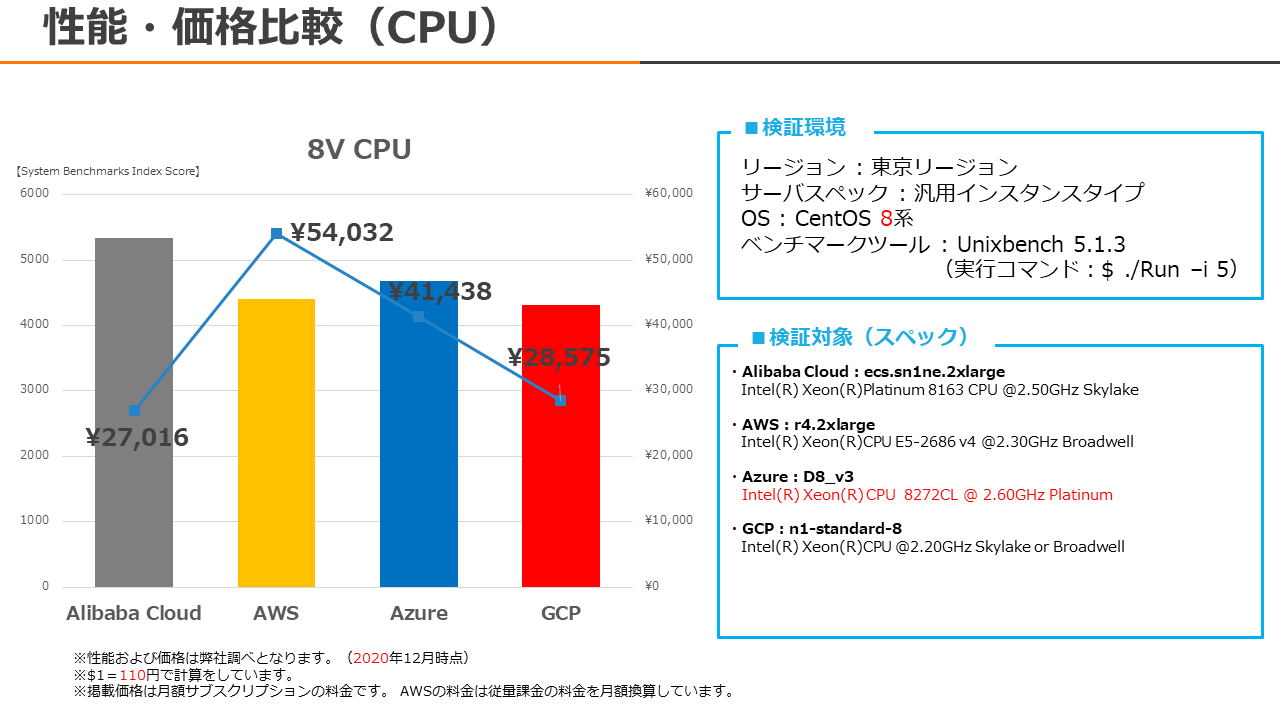 性能・価格比較（CPU）
8V CPU
【System Benchmarks Index Score】
6000
5000
4000
3000
2000
1000
0
¥60,000
¥50,000
¥40,000
¥30,000
¥20,000
¥10,000
¥0
¥27,016
¥54,032
¥41,438
¥28,575
Alibaba Cloud
AWS
Azure
GCP
※性能および価格は弊社調べとなります。（2020年12月時点）
※$1＝110円で計算をしています。
※掲載価格は月額サブスクリプションの料金です。 AWSの料金は従量課金の料金を月額換算しています。
■検証環境
リージョン：東京リージョン
サーバスペック：汎用インスタンスタイプ
OS：CentOS 8系
ベンチマークツール ：Unixbench 5.1.3
（実行コマンド：$ ./Run –i 5）
■検証対象（スペック）
・Alibaba Cloud：ecs.sn1ne.2xlarge
Intel(R) Xeon(R)Platinum 8163 CPU @2.50GHz Skylake
・AWS：r4.2xlarge
Intel(R) Xeon(R)CPU E5-2686 v4 @2.30GHz Broadwell
・Azure：D8_v3
Intel(R) Xeon(R) CPU 8272CL @ 2.60GHz Platinum
・GCP：n1-standard-8
Intel(R) Xeon(R)CPU @2.20GHz Skylake or Broadwell